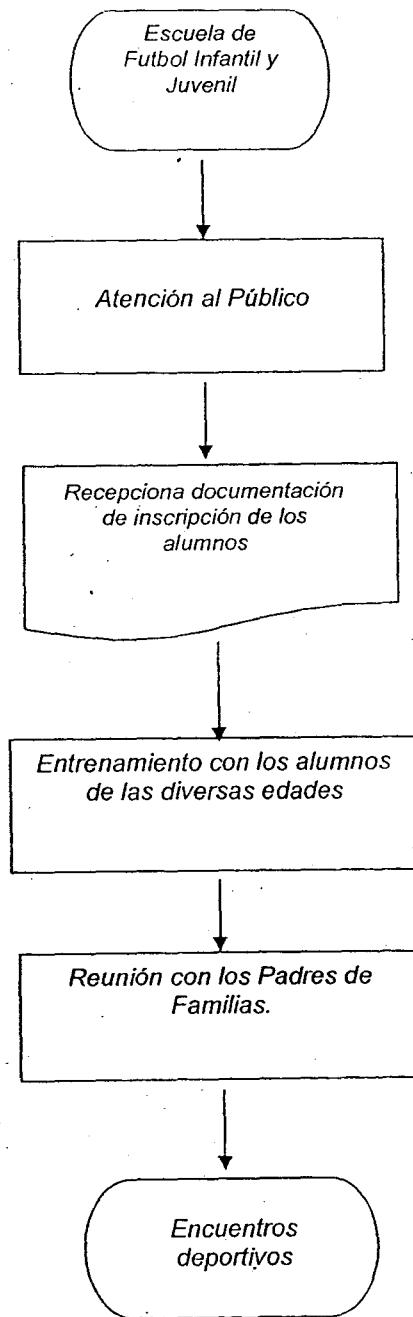 Escuela de
Futbol Infantil y
Juvenil
Atención al Público
Recepciona documentación
de inscripción de los
alumnos
Entrenamiento con los alumnos
de las diversas edades
Reunión con los Padres de
Familias.
Encuentros
deportivos